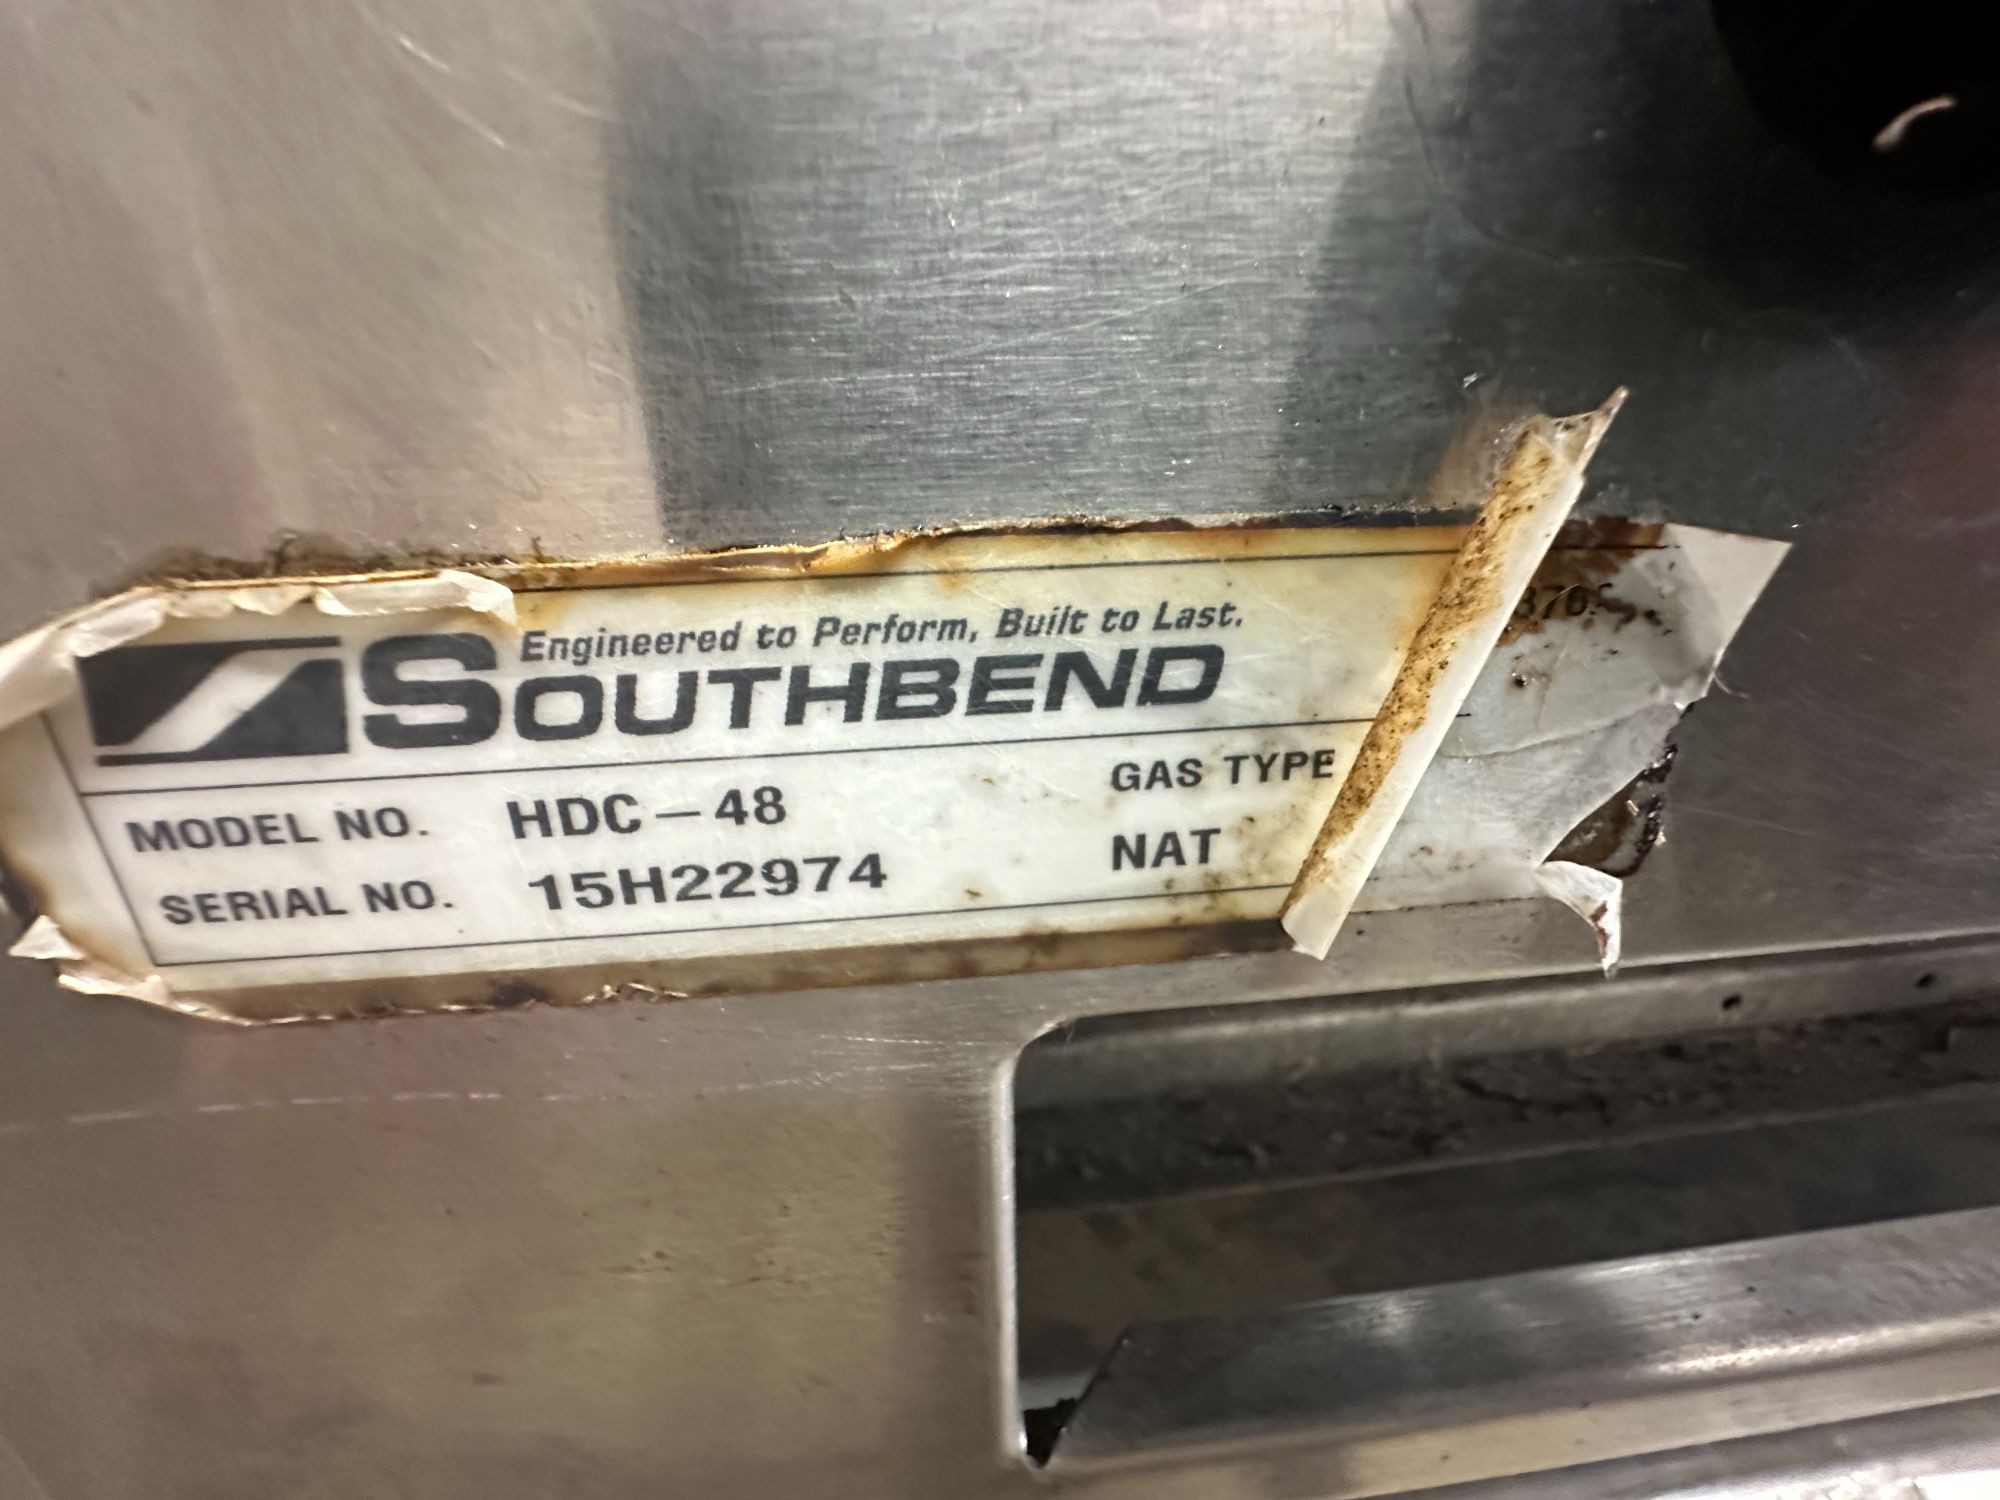 Engineered to Perform, Built to Last.
SOUTHBEND
MODEL NO. HDC-48
SERIAL NO. 15H22974
GAS TYPE
NAT